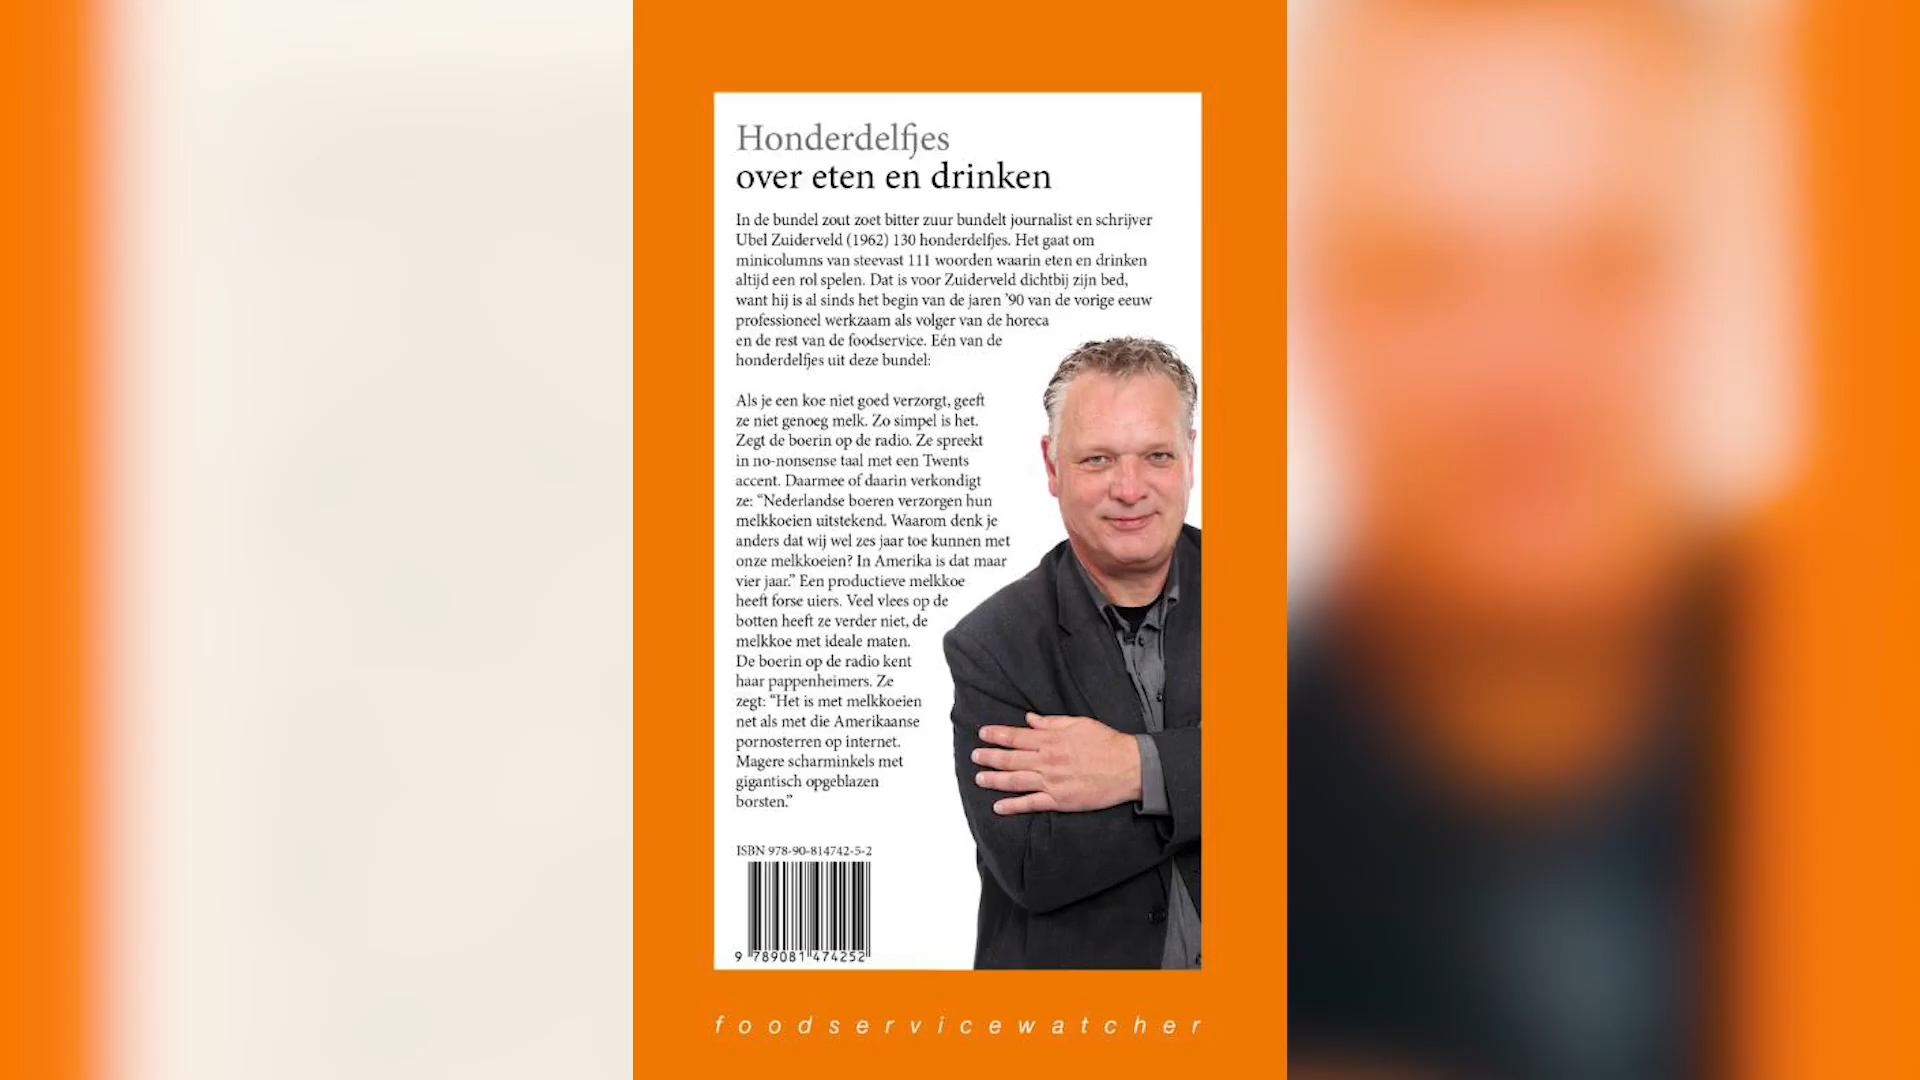 Honderdelfjes
over eten en drinken
In de bundel zout zoet bitter zuur bundelt journalist en schrijver
Ubel Zuiderveld (1962) 130 honderdelfjes. Het gaat om
minicolumns van steevast 111 woorden waarin eten en drinken
altijd een rol spelen. Dat is voor Zuiderveld dichtbij zijn bed,
want hij is al sinds het begin van de jaren ’90 van de vorige eeuw
professioneel werkzaam als volger van de horeca
en de rest van de foodservice. Eén van de
honderdelfjes uit deze bundel:
Als je een koe niet goed verzorgt, geeft
ze niet genoeg melk. Zo simpel is het.
Zegt de boerin op de radio. Ze spreekt
in no-nonsense taal met een Twents
accent. Daarmee of daarin verkondigt
ze: “Nederlandse boeren verzorgen hun
melkkoeien uitstekend. Waarom denk je
anders dat wij wel zes jaar toe kunnen met
onze melkkoeien? In Amerika is dat maar
vier jaar.” Een productieve melkkoe
heeft forse uiers. Veel vlees op de
botten heeft ze verder niet, de
melkkoe met ideale maten.
De boerin op de radio kent
haar pappenheimers. Ze
zegt: “Het is met melkkoeien
net als met die Amerikaanse
pornosterren op internet.
Magere scharminkels met
gigantisch opgeblazen
borsten.”
ISBN 978-90-814742-5-2
9 789081 474252
foodservicewatcher